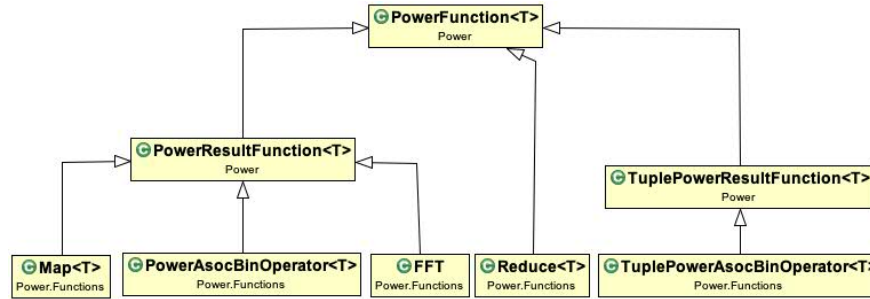 PowerFunction<T>
Power
PowerResultFunction<T>
Power
TuplePowerResultFunction<T>
Power
Map<T>
Power.Functions
PowerAsocBinOperator<T>
Power.Functions
FFT
Power.Functions
Reduce<T>
Power.Functions
TuplePowerAsocBinOperator<T>
Power.Functions